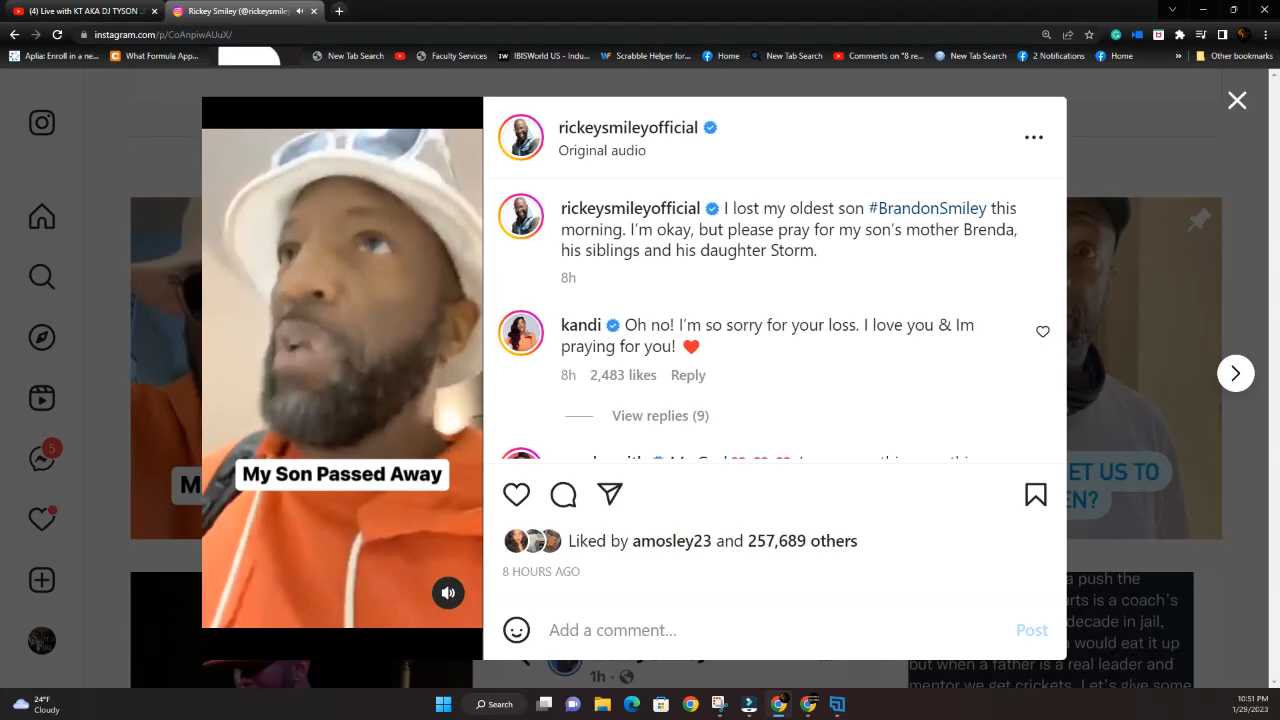 (1) KT AKA DJ TYSON
Rickey Smiley (@rickeysmile
instagram.com/p/CoAnpiwAUuX/
Apliar Enroll in a ne...
What Formula App...
New Tab Search
Faculty Services
IBISWorld - US - Indu...
Scrabble Helper for...
Home
New Tab Search
Comments on "8 re...
New Tab Search
2 Notifications
Home
»
Other bookmarks
rickeysmileyofficial
Original audio
rickeysmileyofficial I lost my oldest son #BrandonSmiley this
morning. I'm okay, but please pray for my son's mother Brenda,
his siblings and his daughter Storm.
8h
kandi Oh no! I'm so sorry for your loss. I love you & Im
praying for you!
8h 2,483 likes Reply
View replies (9)
My Son Passed Away
5
M
ET US TO
EN?
Liked by amosley23 and 257,689 others
8 HOURS AGO
Add a comment...
Post
a push the
urts is a coach's
decade in jail,
would eat it up
but when a father is a real leader and
mentor we get crickets. Let's give some
1h ·
24°F
Cloudy
Search
10:51 PM
1/29/2023